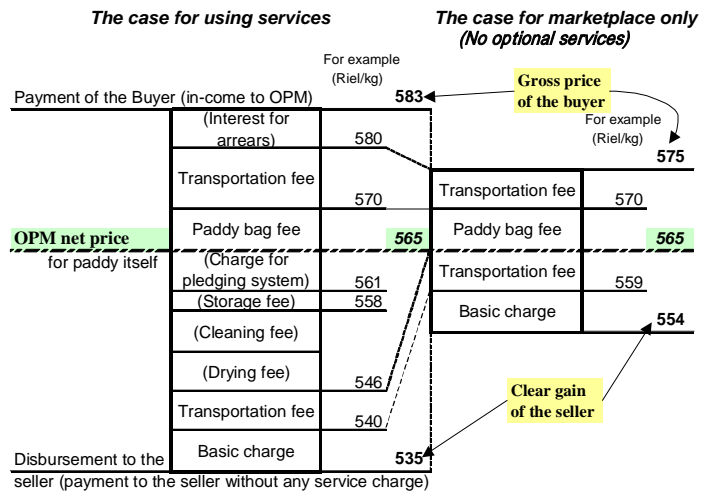 The case for using services
The case for marketplace only
(No optional services)
For example
(Riel/kg)
Payment of the Buyer (in-come to OPM)
583
Gross price
of the buyer
For example
(Riel/kg)
575
(Interest for
arrears)
580
Transportation fee
570
Transportation fee
570
OPM net price
for paddy itself
Paddy bag fee
565
Paddy bag fee
565
(Charge for
pledging system)
561
(Storage fee)
558
(Cleaning fee)
(Drying fee)
546
Transportation fee
540
Basic charge
535
Transportation fee
559
Basic charge
554
Clear gain
of the seller
Disbursement to the
seller (payment to the seller without any service charge)